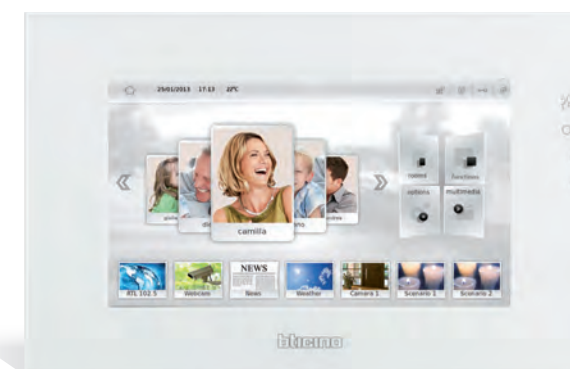 25/01/2013 17:13 22°C
rooms functions
options multimedia
camilla
RTL 102.5 Webcam News Weather Camera 1 Scenario 1 Scenario 2
NEWS
bticino